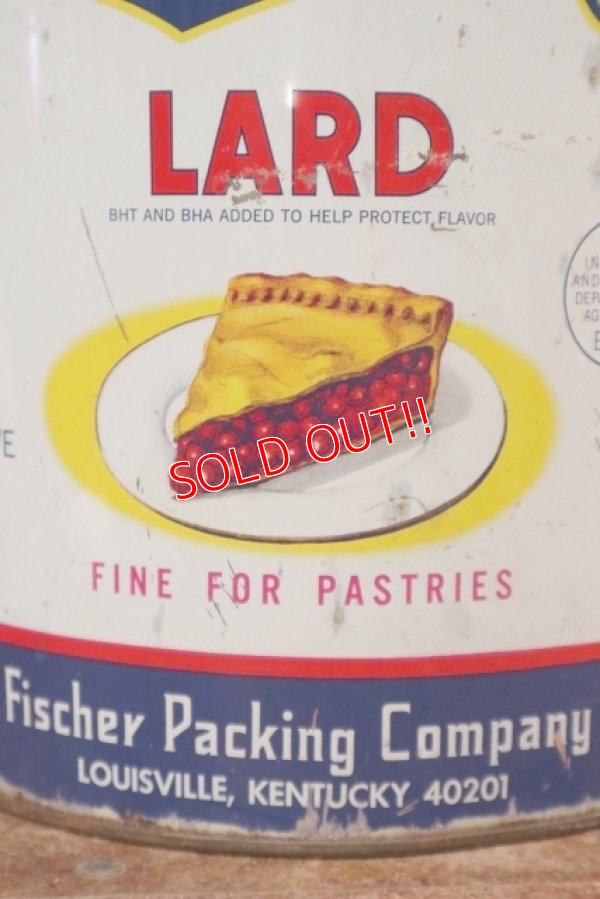 LARD
BHT AND BHA ADDED TO HELP PROTECT FLAVOR
SOLD OUT!!
FINE FOR PASTRIES
Fischer Packing Company
LOUISVILLE, KENTUCKY 40201